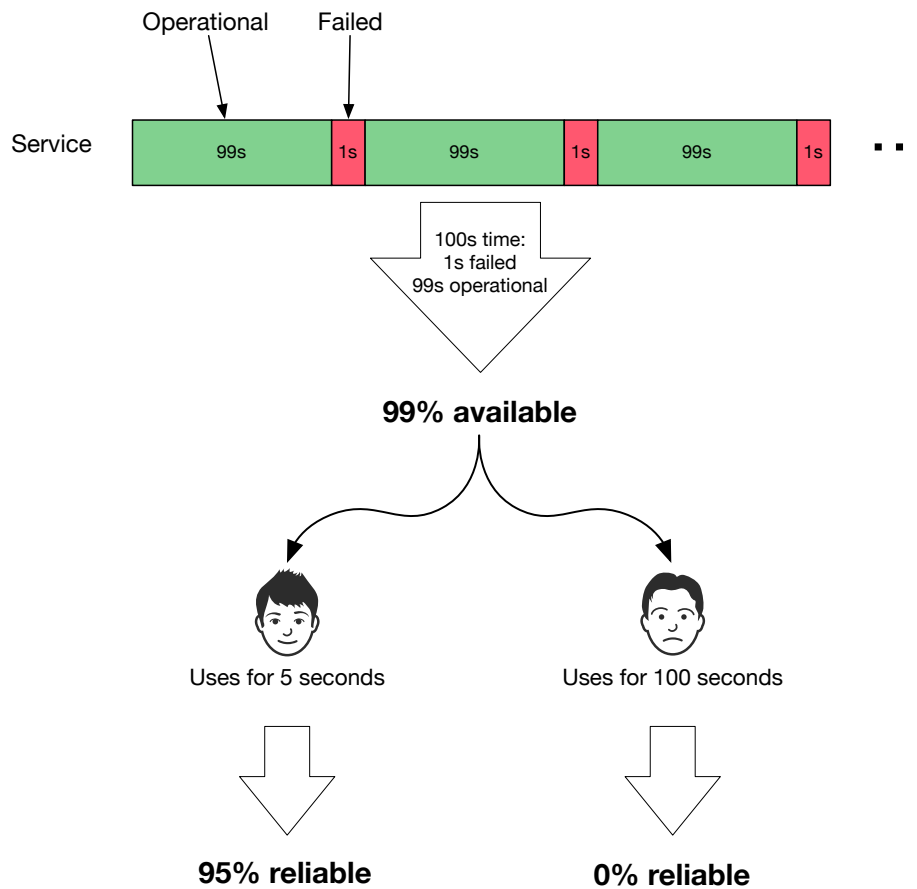 Operational Failed
Service 99s 1s 99s 1s 99s 1s
100s time:
1s failed
99s operational
99% available
Uses for 5 seconds Uses for 100 seconds
95% reliable 0% reliable